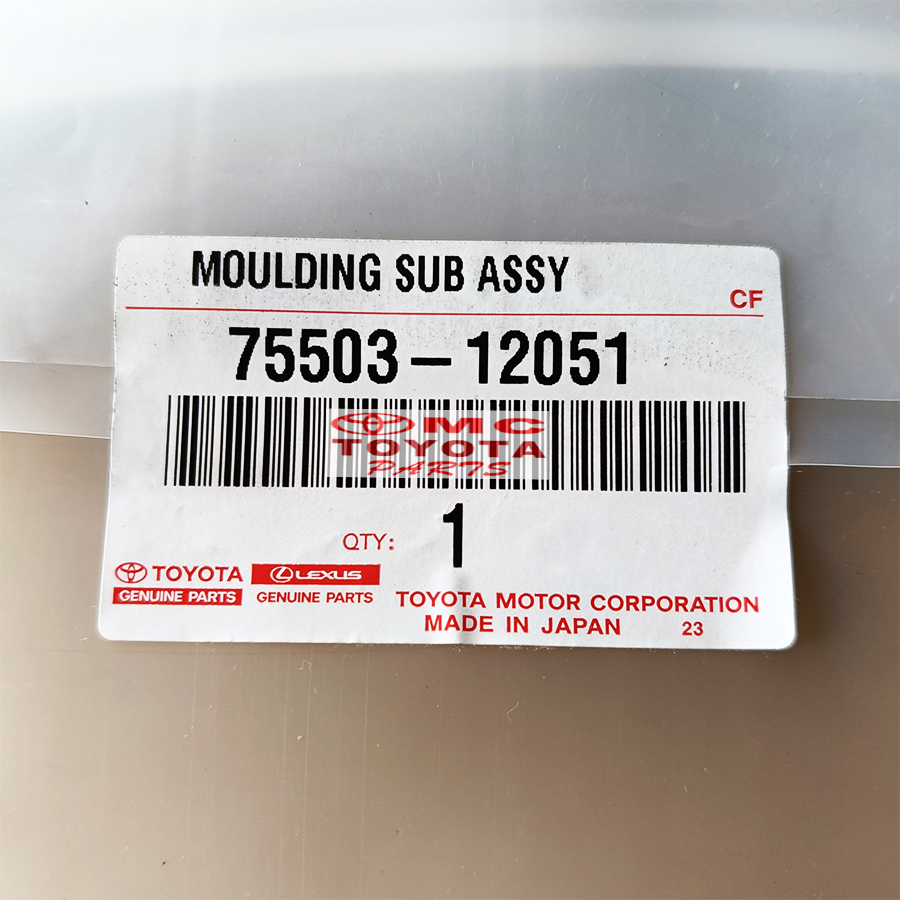 MOULDING SUB ASSY
CF
75503-12051
MC
TOYOTA
PARTS
QTY: 1
TOYOTA
GENUINE PARTS
LEXUS
GENUINE PARTS
TOYOTA MOTOR CORPORATION
MADE IN JAPAN 23